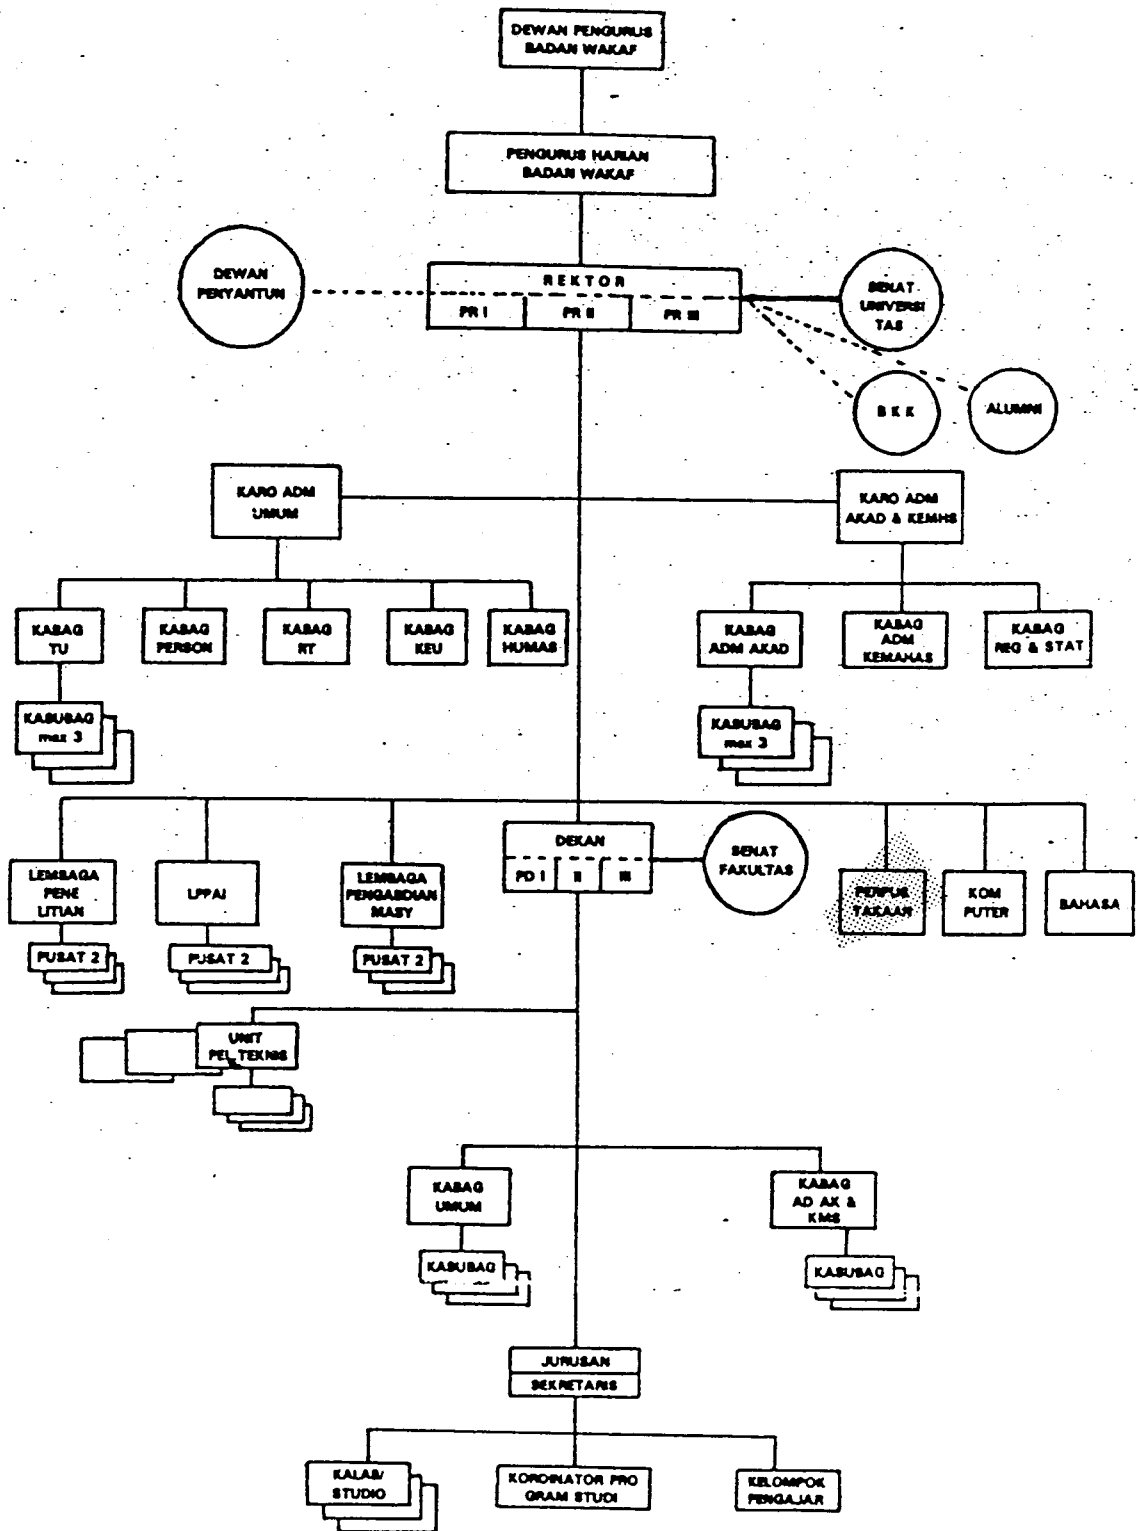 DEWAN PENGURUS
BADAN WAKAF
PENGURUS HARIAN
BADAN WAKAF
DEWAN
PENYANTUN
REKTOR
PR I
PR II
PR III
SENAT
UNIVERSI
TAS
B K K
ALUMNI
KARO ADM
UMUM
KARO ADM
AKAD & KEMHS
KABAG
TU
KABAG
PERSON
KABAG
RT
KABAG
KEU
KABAG
HUMAS
KABAG
ADM AKAD
KABAG
ADM
KEMAHAS
KABAG
REG & STAT
KASUBAG
max 3
KASUBAG
max 3
LEMBAGA
PENE
LITIAN
LPPAI
LEMBAGA
PENGABDIAN
MASY
DEKAN
PD I
II
III
SENAT
FAKULTAS
PERPUS
TAKAAN
KOM
PUTER
BAHASA
PUSAT 2
PUSAT 2
PUSAT 2
UNIT
PEL TEKNIS
KABAG
UMUM
KABAG
AD AK &
KMS
KASUBAG
KASUBAG
JURUSAN
SEKRETARIS
KALAB/
STUDIO
KORDINATOR PRO
GRAM STUDI
KELOMPOK
PENGAJAR